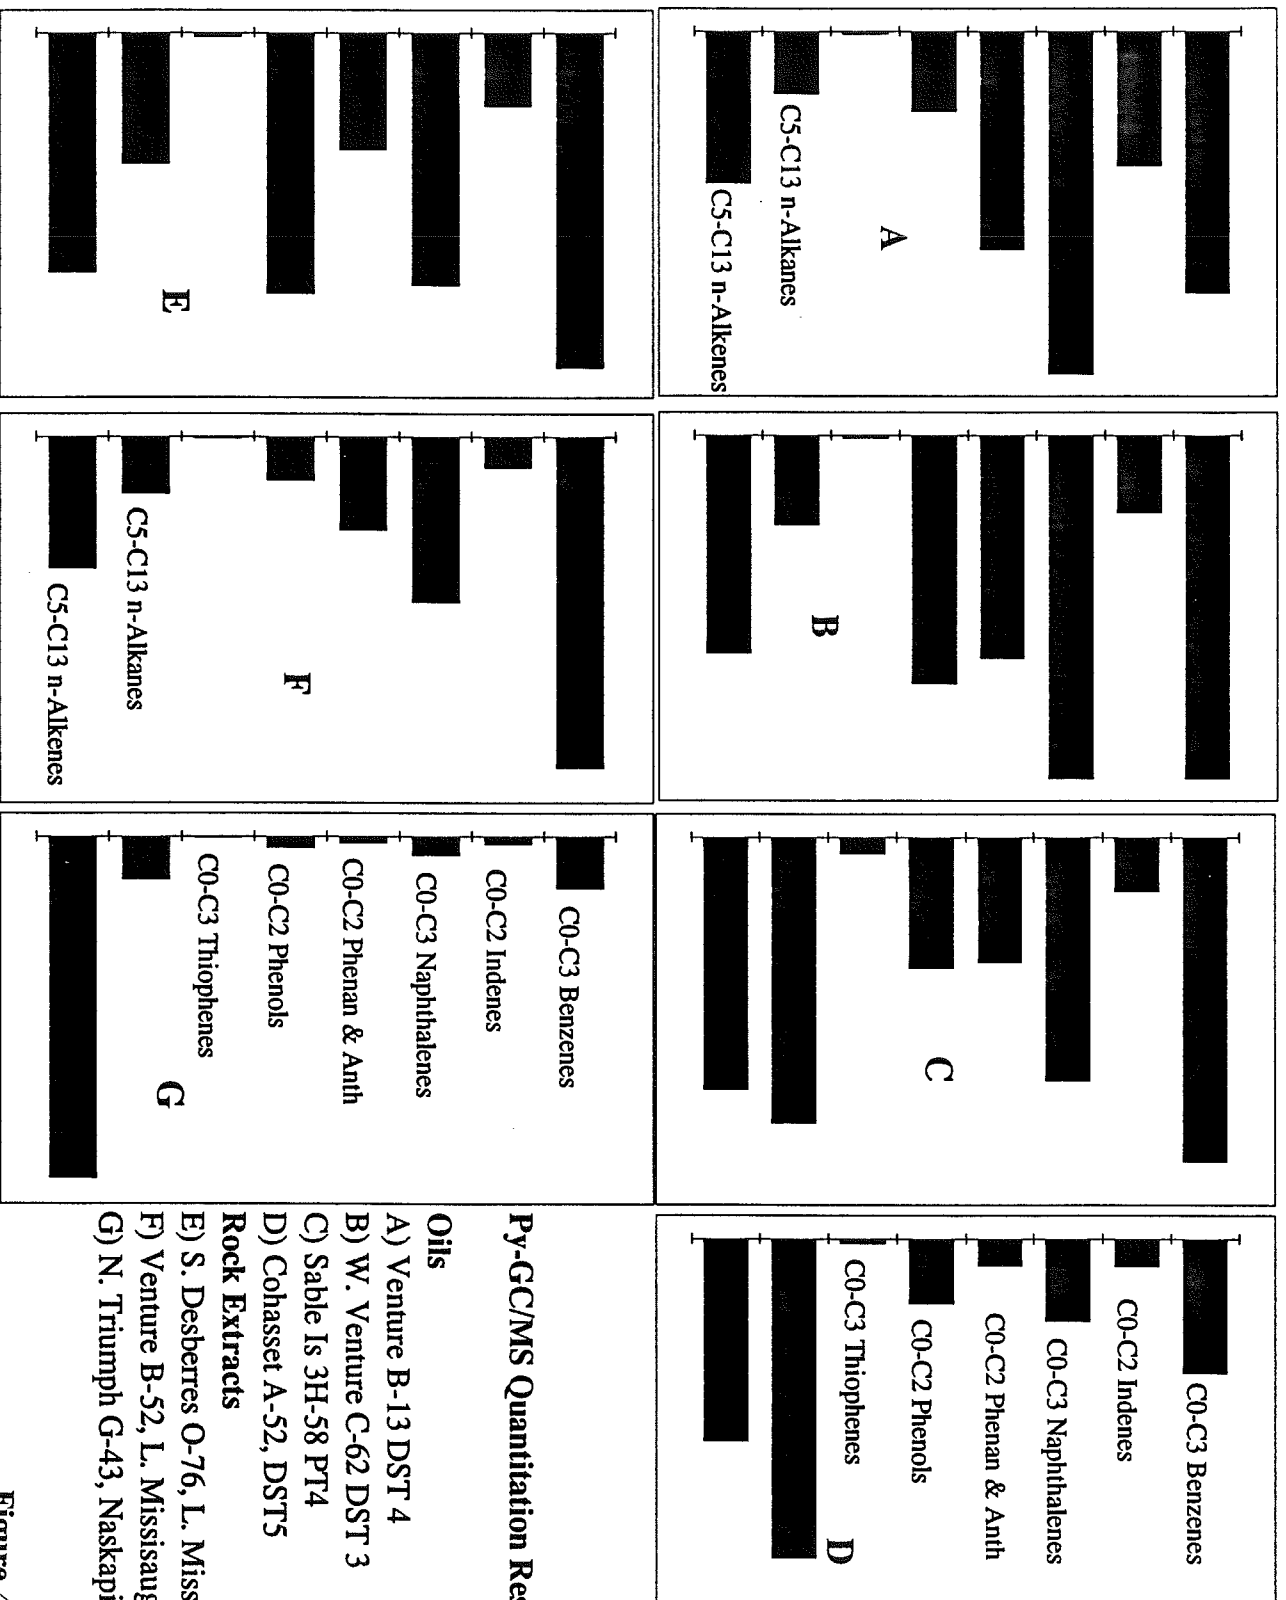 C0-C3 Benzenes
C0-C2 Indenes
C0-C3 Naphthalenes
C0-C2 Phenan & Anth
C0-C2 Phenols
C0-C3 Thiophenes
C5-C13 n-Alkanes
C5-C13 n-Alkenes
A
B
C
D
C0-C3 Benzenes
C0-C2 Indenes
C0-C3 Naphthalenes
C0-C2 Phenan & Anth
C0-C2 Phenols
C0-C3 Thiophenes
C5-C13 n-Alkanes
C5-C13 n-Alkenes
E
F
G
Py-GC/MS Quantitation Res
Oils
A) Venture B-13 DST 4
B) W. Venture C-62 DST 3
C) Sable Is 3H-58 PT4
D) Cohasset A-52, DST5
Rock Extracts
E) S. Desberres O-76, L. Miss
F) Venture B-52, L. Missisaug
G) N. Triumph G-43, Naskapi
Figure